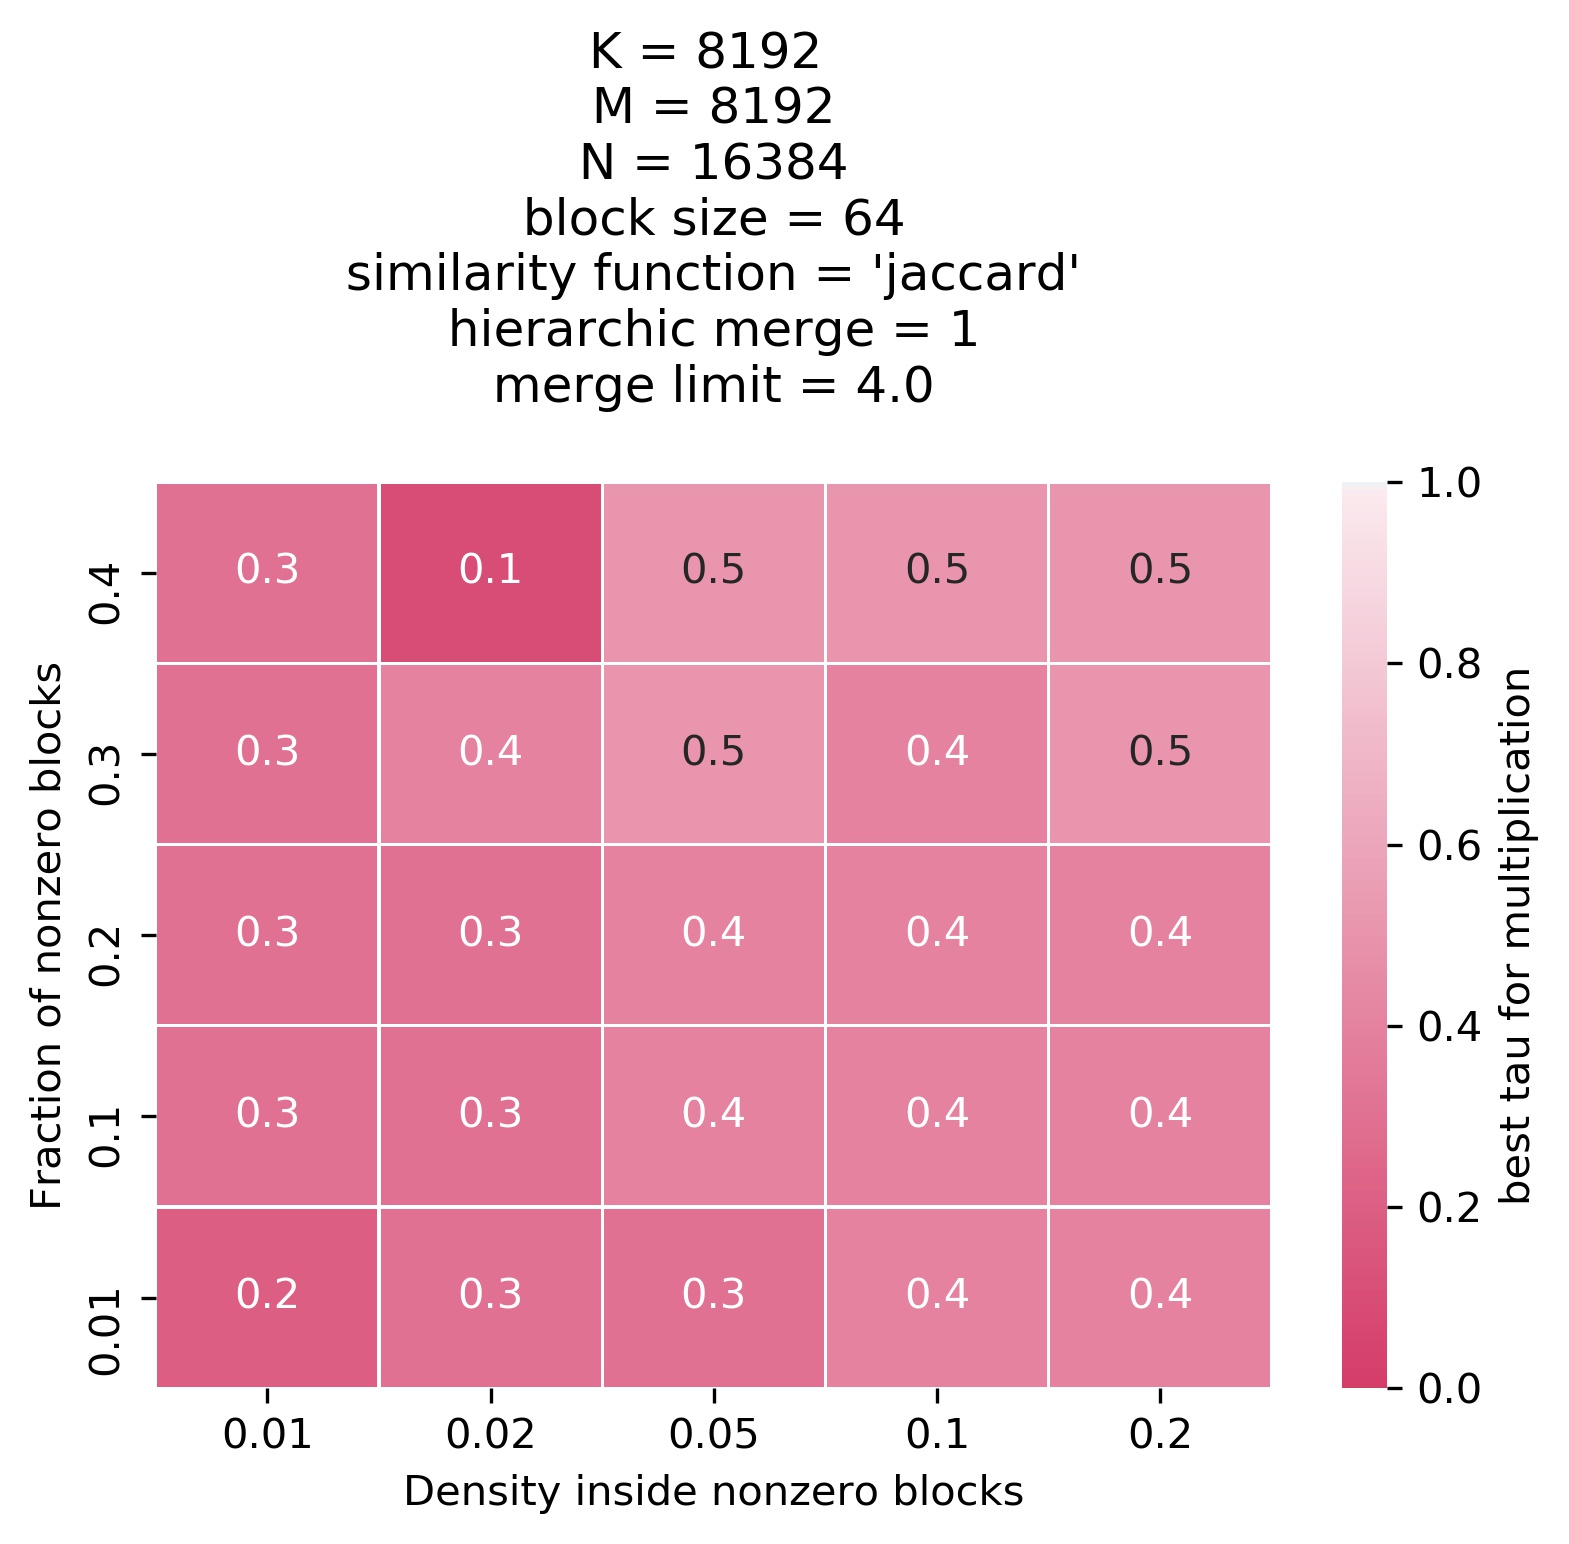 K = 8192
M = 8192
N = 16384
block size = 64
similarity function = 'jaccard'
hierarchic merge = 1
merge limit = 4.0
Fraction of nonzero blocks
0.4
0.3 0.1 0.5 0.5 0.5
0.3
0.3 0.4 0.5 0.4 0.5
0.2
0.3 0.3 0.4 0.4 0.4
0.1
0.3 0.3 0.4 0.4 0.4
0.01
0.2 0.3 0.3 0.4 0.4
0.01 0.02 0.05 0.1 0.2
Density inside nonzero blocks
1.0
0.8
0.6
0.4
0.2
0.0
best tau for multiplication